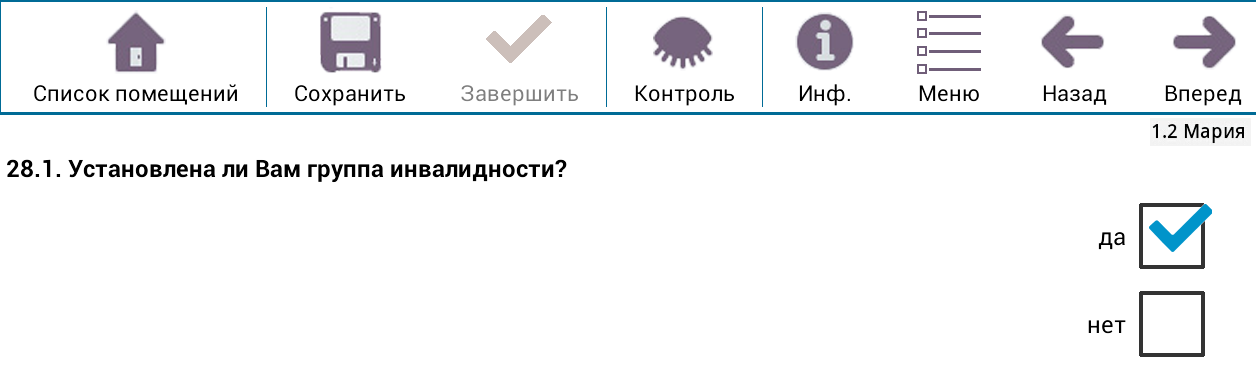 Список помещений Сохранить Завершить Контроль Инф. Меню Назад Вперед
1.2 Мария
28.1. Установлена ли Вам группа инвалидности?
да
нет